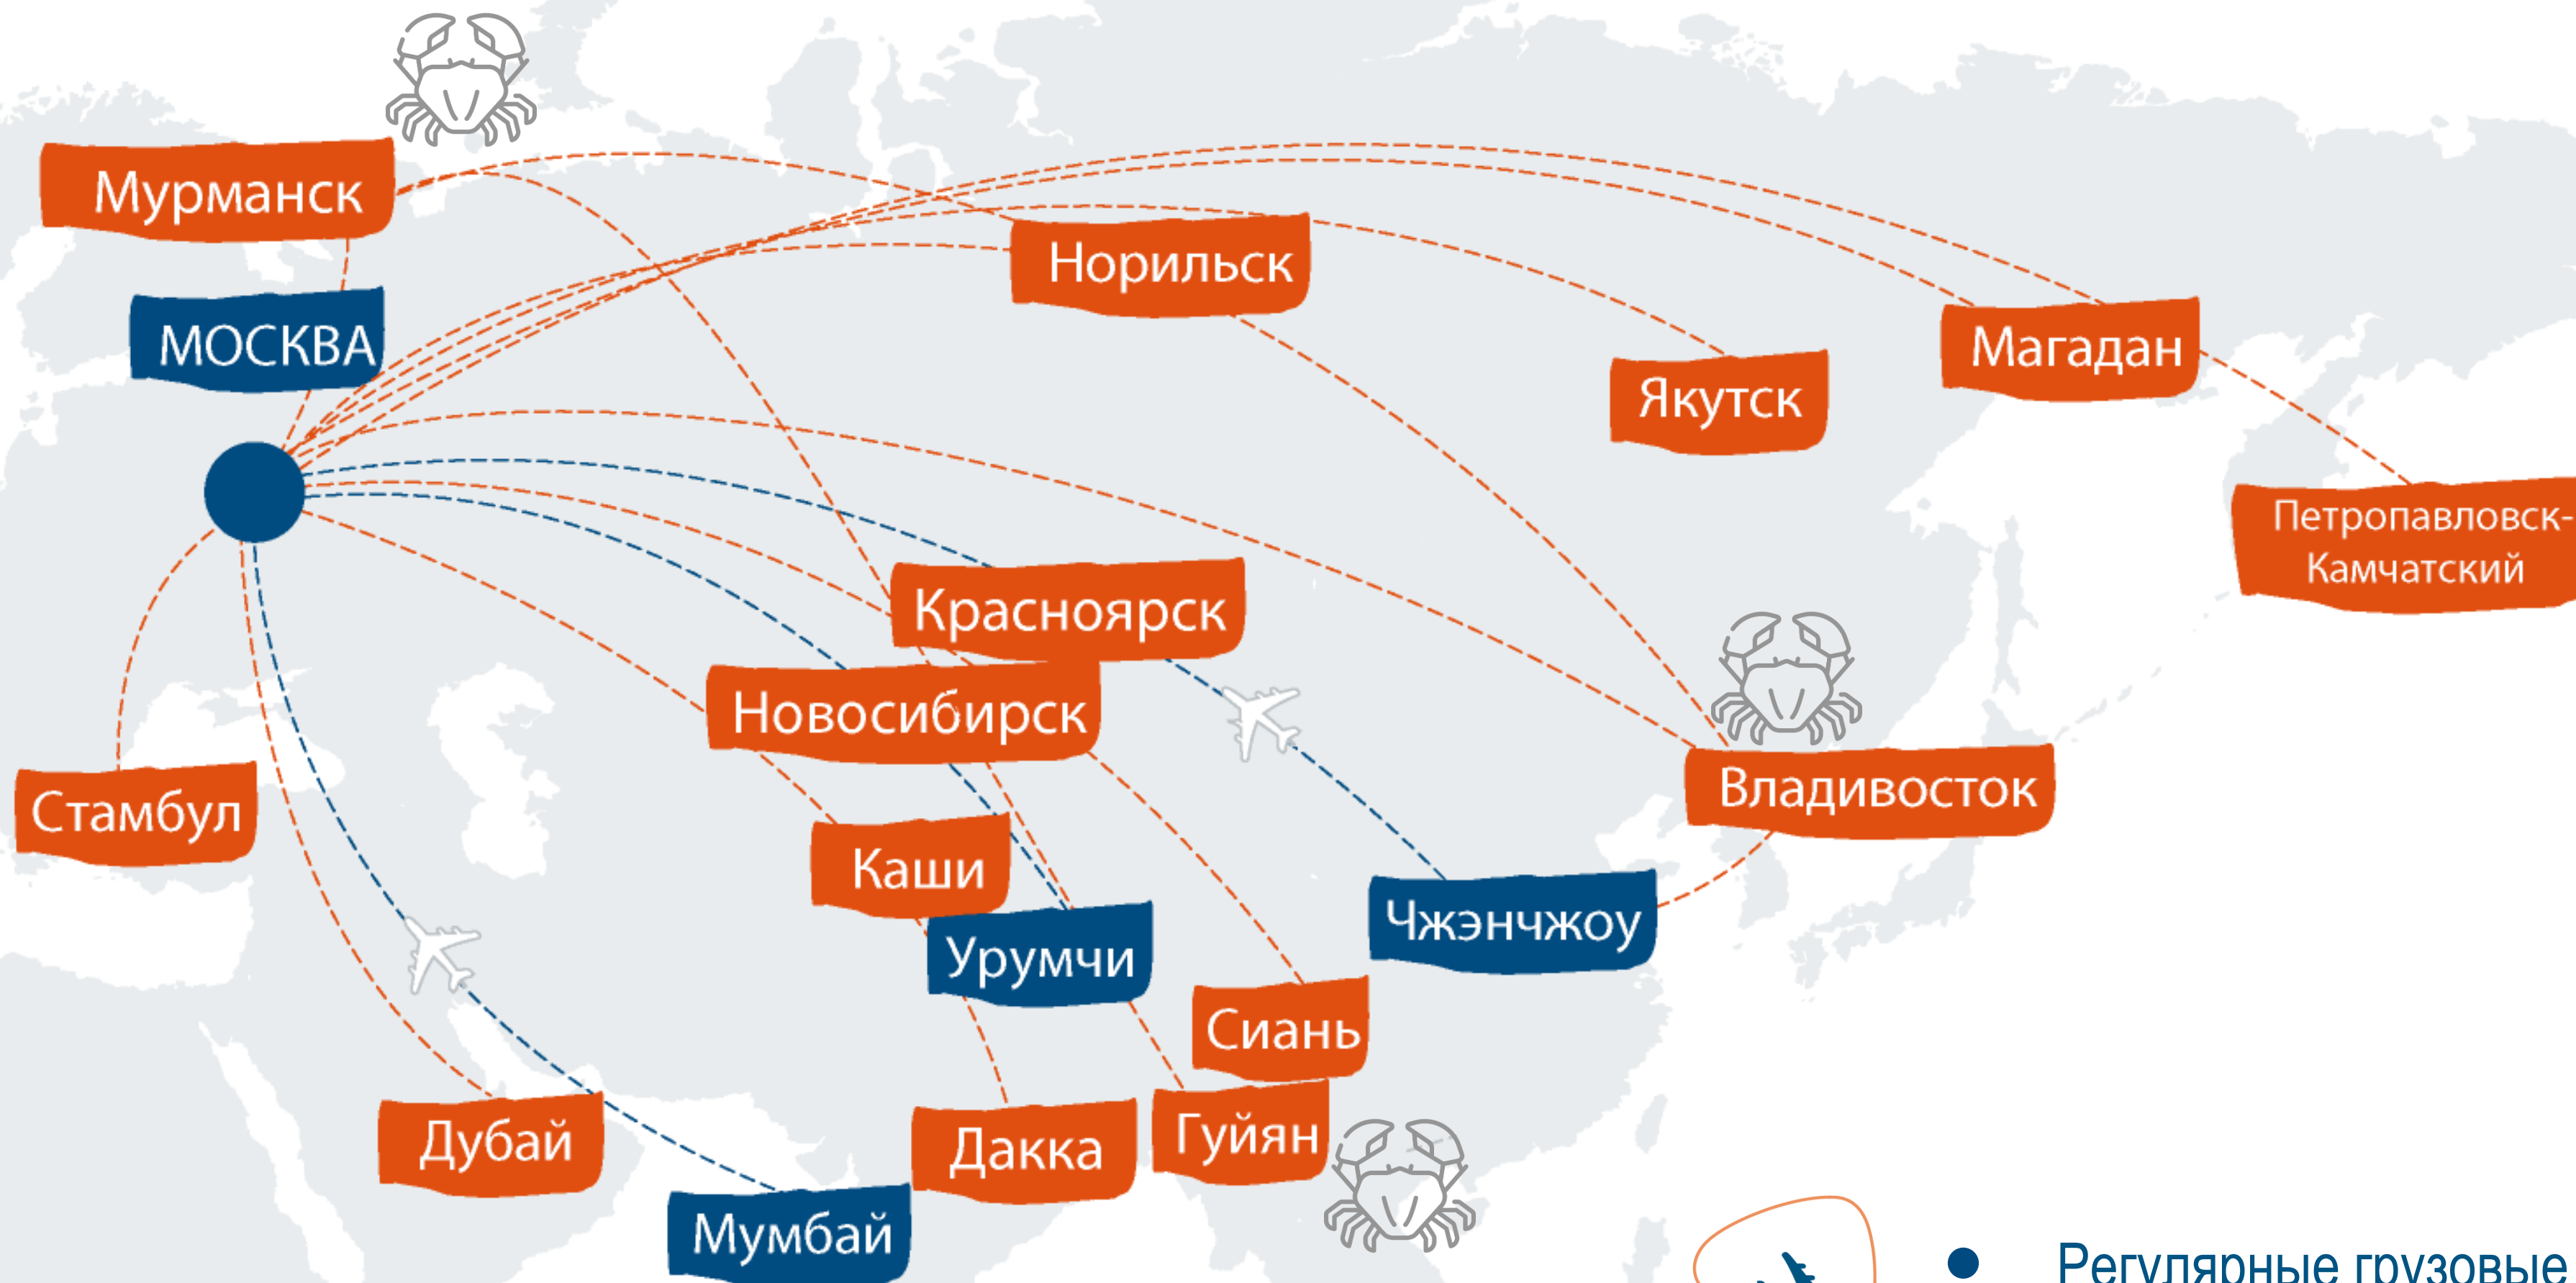 Мурманск
МОСКВА
Норильск
Магадан
Якутск
Петропавловск-
Камчатский
Красноярск
Новосибирск
Владивосток
Стамбул
Каши
Чжэнчжоу
Урумчи
Сиань
Дубай
Дакка
Гуйян
Мумбай
Регулярные грузовые